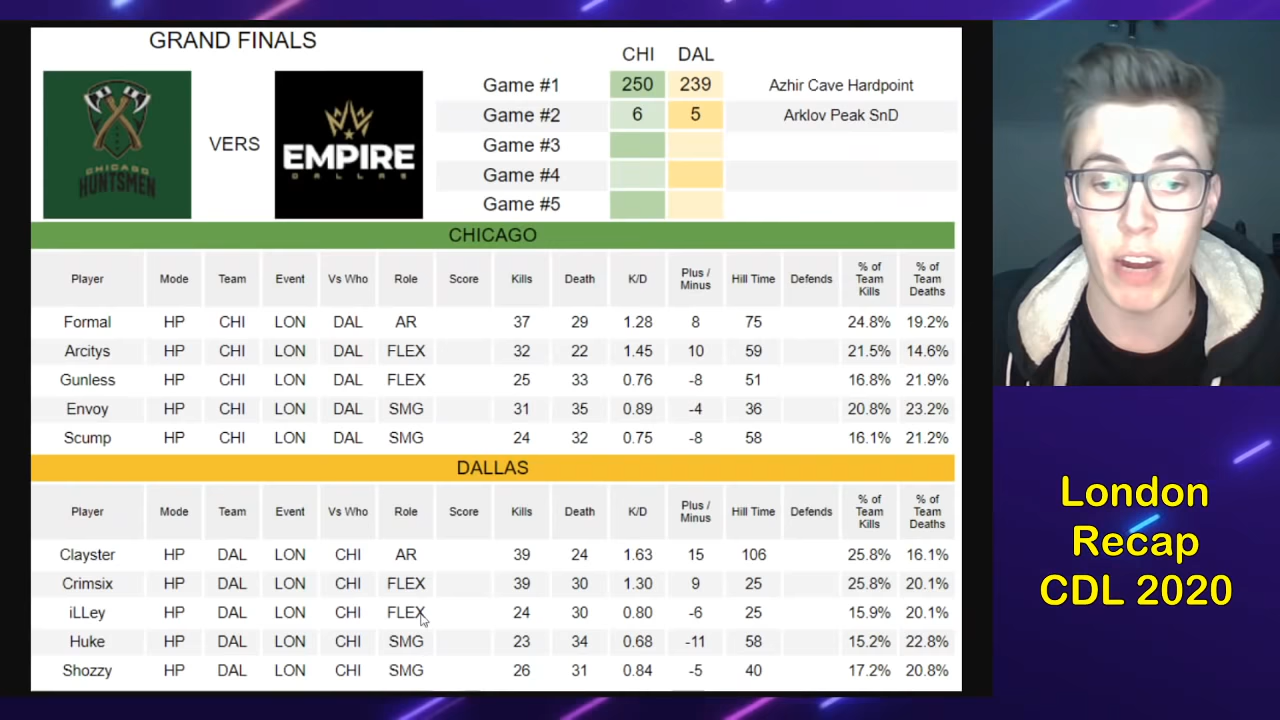 GRAND FINALS
CHI DAL
Game #1 250 239 Azhir Cave Hardpoint
Game #2 6 5 Arklov Peak SnD
Game #3
Game #4
Game #5
CHICAGO
HUNTSMEN
VERS
EMPIRE
DALLAS
CHICAGO
Player Mode Team Event Vs Who Role Score Kills Death K/D Plus / Minus Hill Time Defends % of Team Kills % of Team Deaths
Formal HP CHI LON DAL AR 37 29 1.28 8 75 24.8% 19.2%
Arcitys HP CHI LON DAL FLEX 32 22 1.45 10 59 21.5% 14.6%
Gunless HP CHI LON DAL FLEX 25 33 0.76 -8 51 16.8% 21.9%
Envoy HP CHI LON DAL SMG 31 35 0.89 -4 36 20.8% 23.2%
Scump HP CHI LON DAL SMG 24 32 0.75 -8 58 16.1% 21.2%
DALLAS
Player Mode Team Event Vs Who Role Score Kills Death K/D Plus / Minus Hill Time Defends % of Team Kills % of Team Deaths
Clayster HP DAL LON CHI AR 39 24 1.63 15 106 25.8% 16.1%
Crimsix HP DAL LON CHI FLEX 39 30 1.30 9 25 25.8% 20.1%
iLLey HP DAL LON CHI FLEX 24 30 0.80 -6 25 15.9% 20.1%
Huke HP DAL LON CHI SMG 23 34 0.68 -11 58 15.2% 22.8%
Shozzy HP DAL LON CHI SMG 26 31 0.84 -5 40 17.2% 20.8%
London
Recap
CDL 2020